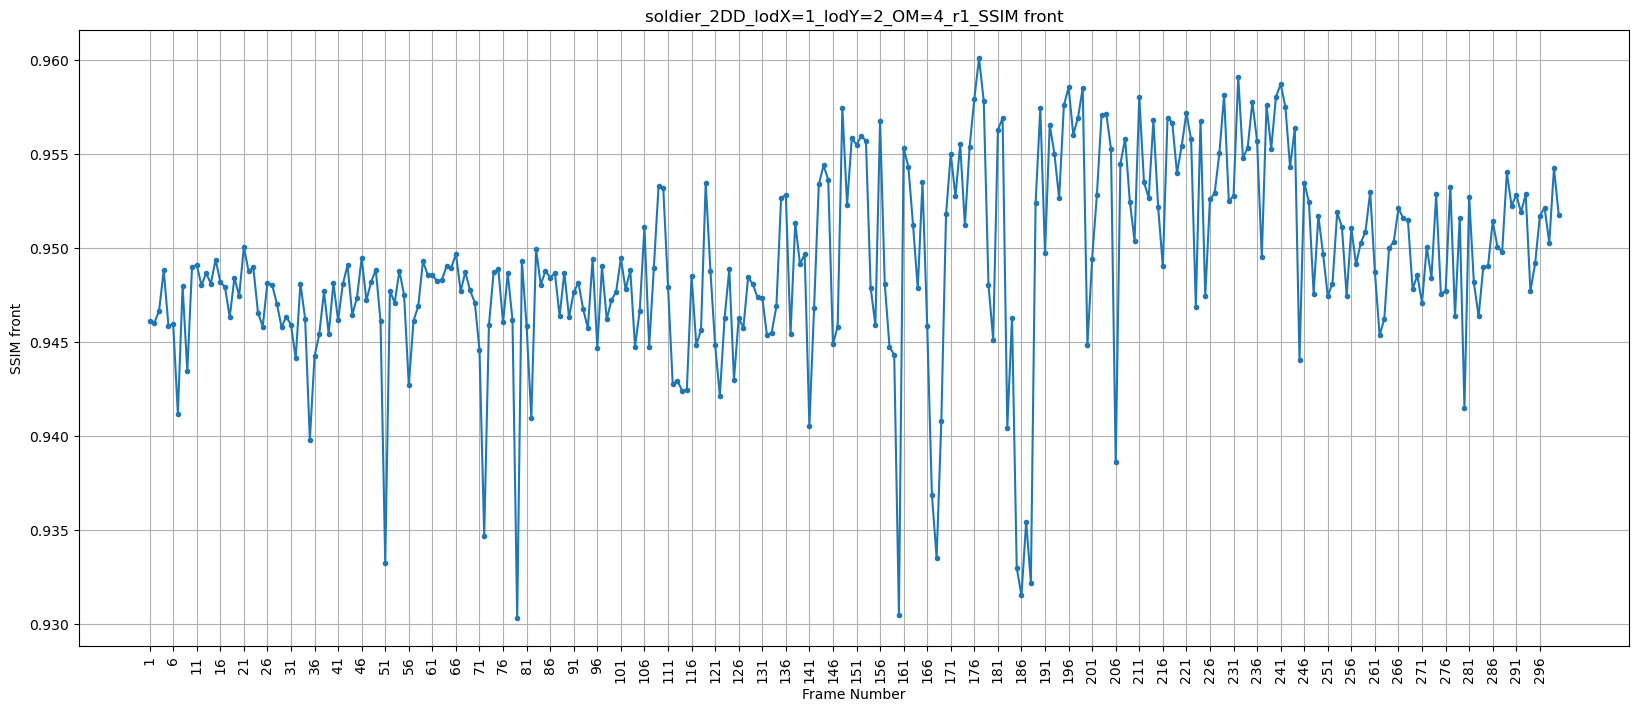 soldier_2DD_lodX=1_lodY=2_OM=4_r1_SSIM front
SSIM front
0.960
0.955
0.950
0.945
0.940
0.935
0.930
1 6 11 16 21 26 31 36 41 46 51 56 61 66 71 76 81 86 91 96 101 106 111 116 121 126 131 136 141 146 151 156 161 166 171 176 181 186 191 196 201 206 211 216 221 226 231 236 241 246 251 256 261 266 271 276 281 286 291 296
Frame Number